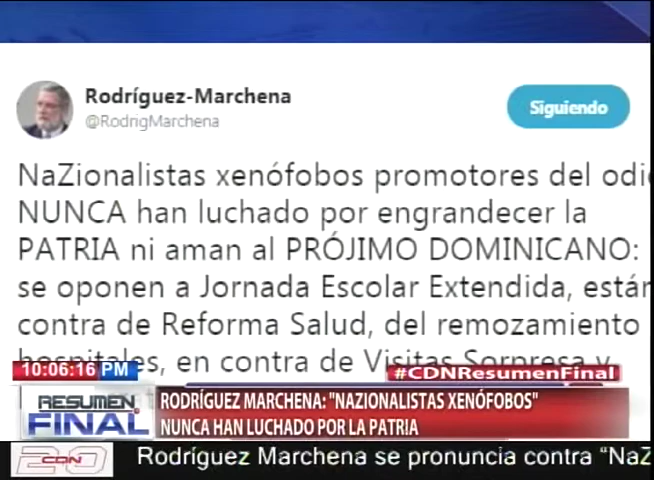 Rodríguez-Marchena
@RodrigMarchena
Siguiendo
NaZionalistas xenófobos promotores del odi
NUNCA han luchado por engrandecer la
PATRIA ni aman al PRÓJIMO DOMINICANO:
se oponen a Jornada Escolar Extendida, están
contra de Reforma Salud, del remozamiento
hospitales, en contra de Visitas Sorpresa y
10:06:16 PM
#CDNResumenFinal
RESUMEN
FINAL
RODRÍGUEZ MARCHENA: "NAZIONALISTAS XENÓFOBOS"
NUNCA HAN LUCHADO POR LA PATRIA
CDN
Rodríguez Marchena se pronuncia contra “NaZ